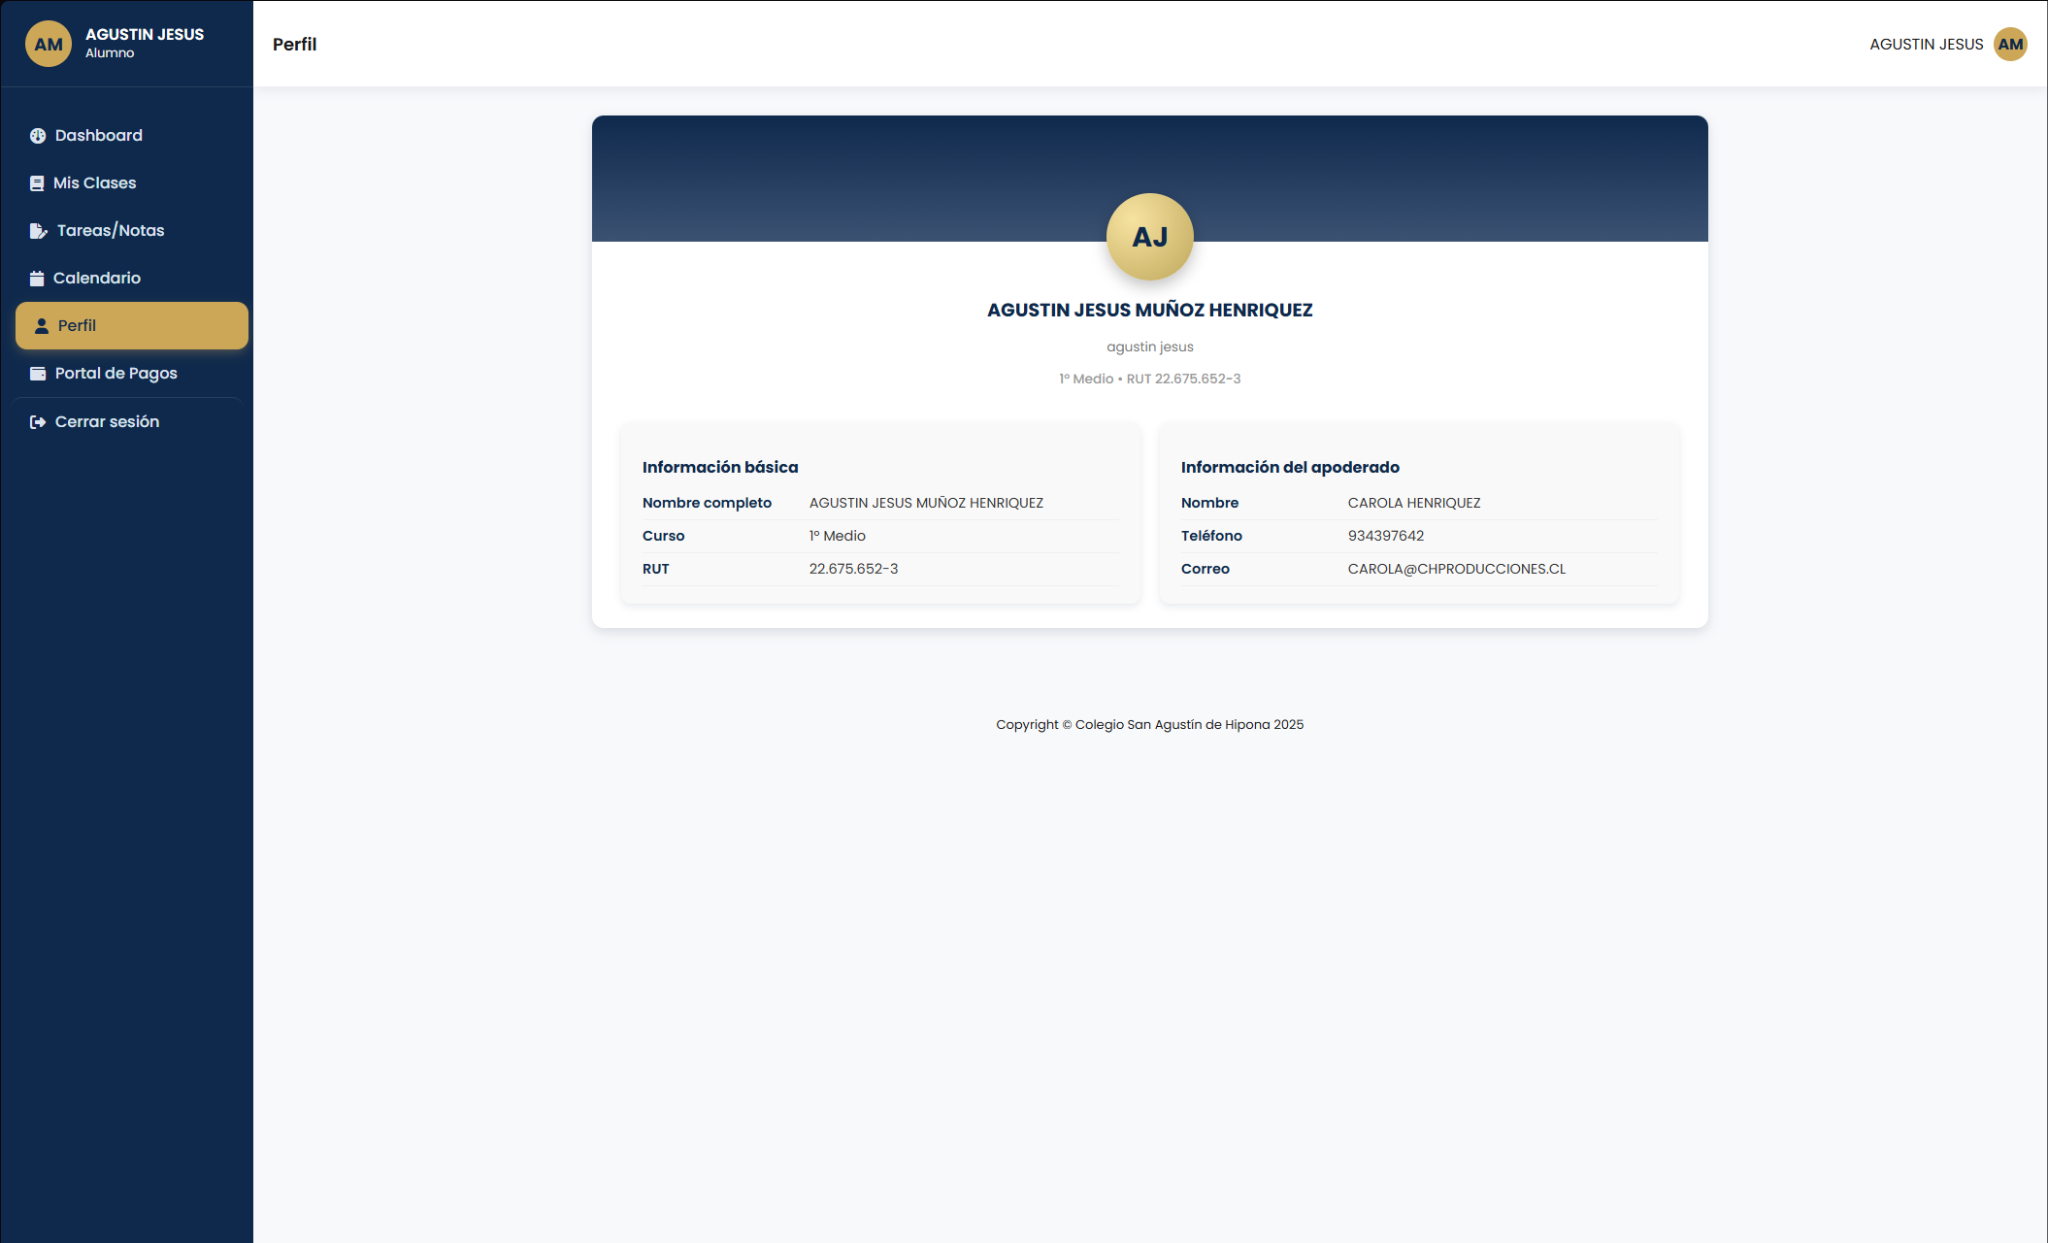 AM
AGUSTIN JESUS
Alumno
Perfil
AGUSTIN JESUS
AM
Dashboard
Mis Clases
Tareas/Notas
Calendario
Perfil
Portal de Pagos
Cerrar sesión
AJ
AGUSTIN JESUS MUÑOZ HENRIQUEZ
agustin jesus
1º Medio • RUT 22.675.652-3
Información básica
Nombre completo AGUSTIN JESUS MUÑOZ HENRIQUEZ
Curso 1º Medio
RUT 22.675.652-3
Información del apoderado
Nombre CAROLA HENRIQUEZ
Teléfono 934397642
Correo CAROLA@CHPRODUCCIONES.CL
Copyright © Colegio San Agustín de Hipona 2025